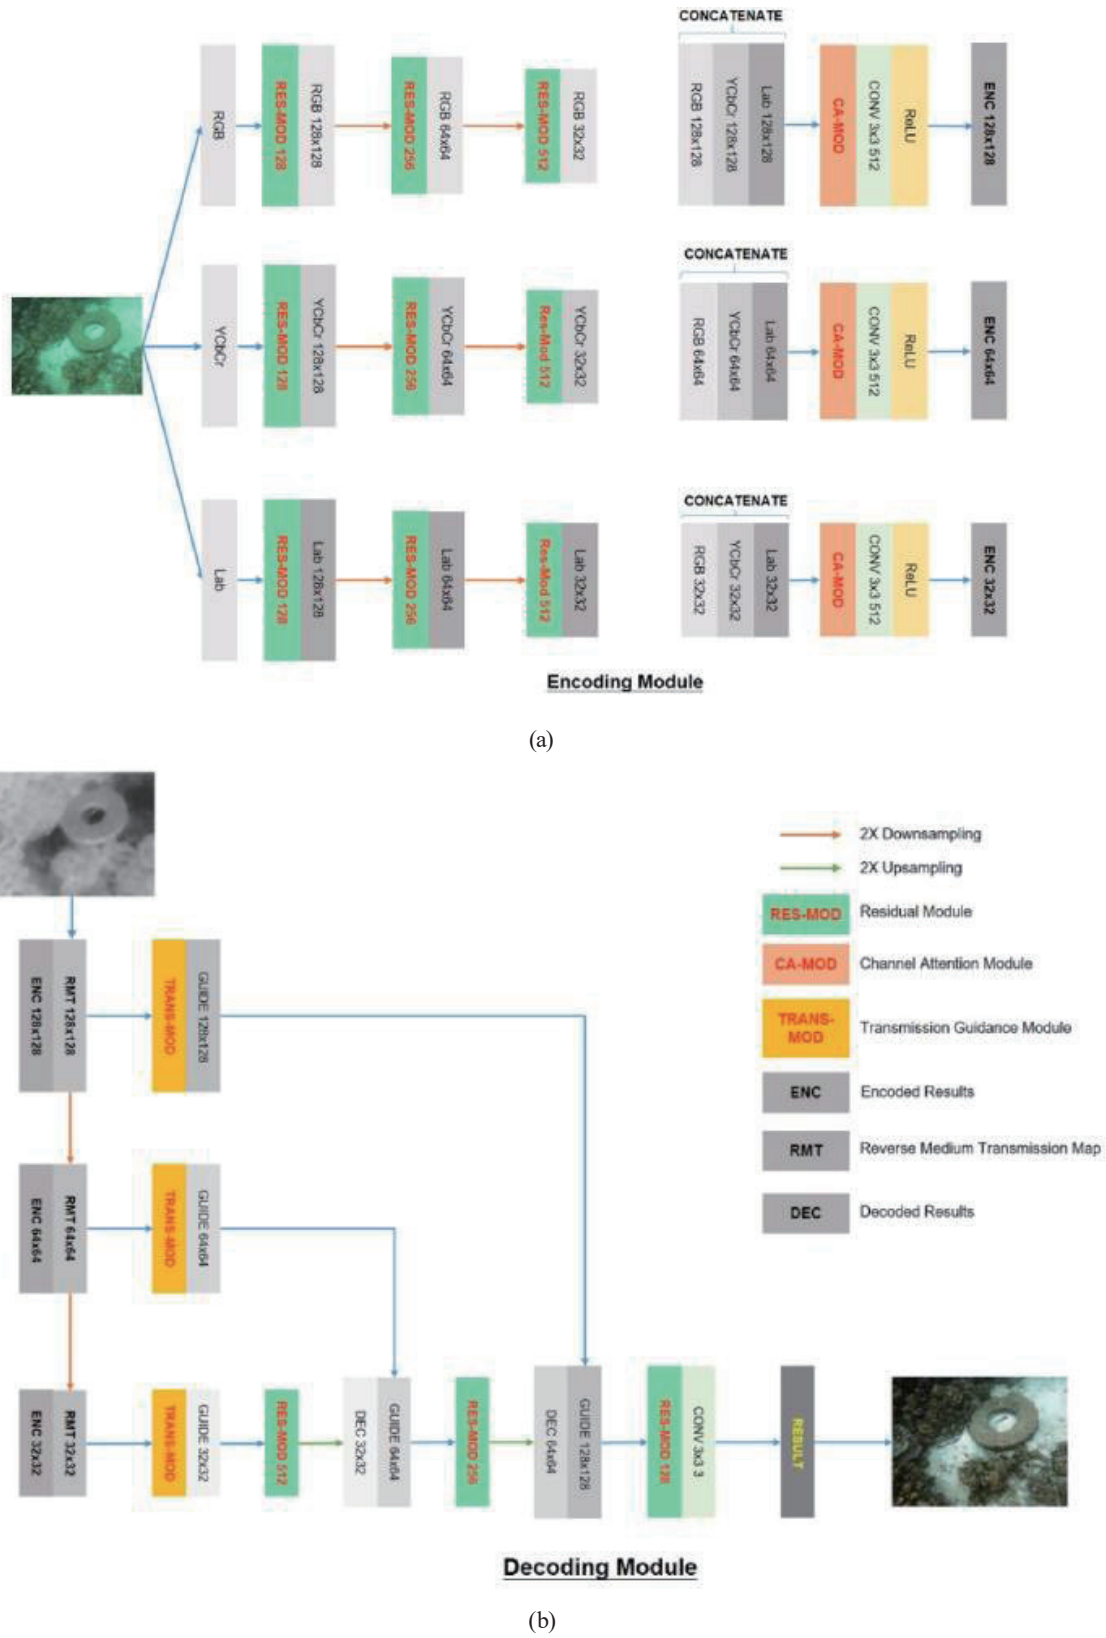 CONCATENATE
RGB
RES-MOD 128
RGB 128x128
RES-MOD 256
RGB 64x64
RES-MOD 512
RGB 32x32
RGB 128x128
YCbCr 128x128
Lab 128x128
CA-MOD
CONV 3x3 512
ReLU
ENC 128x128
CONCATENATE
YCbCr
RES-MOD 128
YCbCr 128x128
RES-MOD 256
YCbCr 64x64
Res-Mod 512
YCbCr 32x32
RGB 64x64
YCbCr 64x64
Lab 64x64
CA-MOD
CONV 3x3 512
ReLU
ENC 64x64
CONCATENATE
Lab
RES-MOD 128
Lab 128x128
RES-MOD 256
Lab 64x64
Res-Mod 512
Lab 32x32
RGB 32x32
YCbCr 32x32
Lab 32x32
CA-MOD
CONV 3x3 512
ReLU
ENC 32x32
Encoding Module
(a)
2X Downsampling
2X Upsampling
RES-MOD
Residual Module
CA-MOD
Channel Attention Module
TRANS-
MOD
Transmission Guidance Module
ENC
Encoded Results
RMT
Reverse Medium Transmission Map
DEC
Decoded Results
ENC 128x128
RMT 128x128
TRANS-MOD
GUIDE 128x128
ENC 64x64
RMT 64x64
TRANS-MOD
GUIDE 64x64
ENC 32x32
RMT 32x32
TRANS-MOD
GUIDE 32x32
RES-MOD 512
DEC 32x32
GUIDE 64x64
RES-MOD 256
DEC 64x64
GUIDE 128x128
RES-MOD 128
CONV 3x3 3
RESULT
Decoding Module
(b)